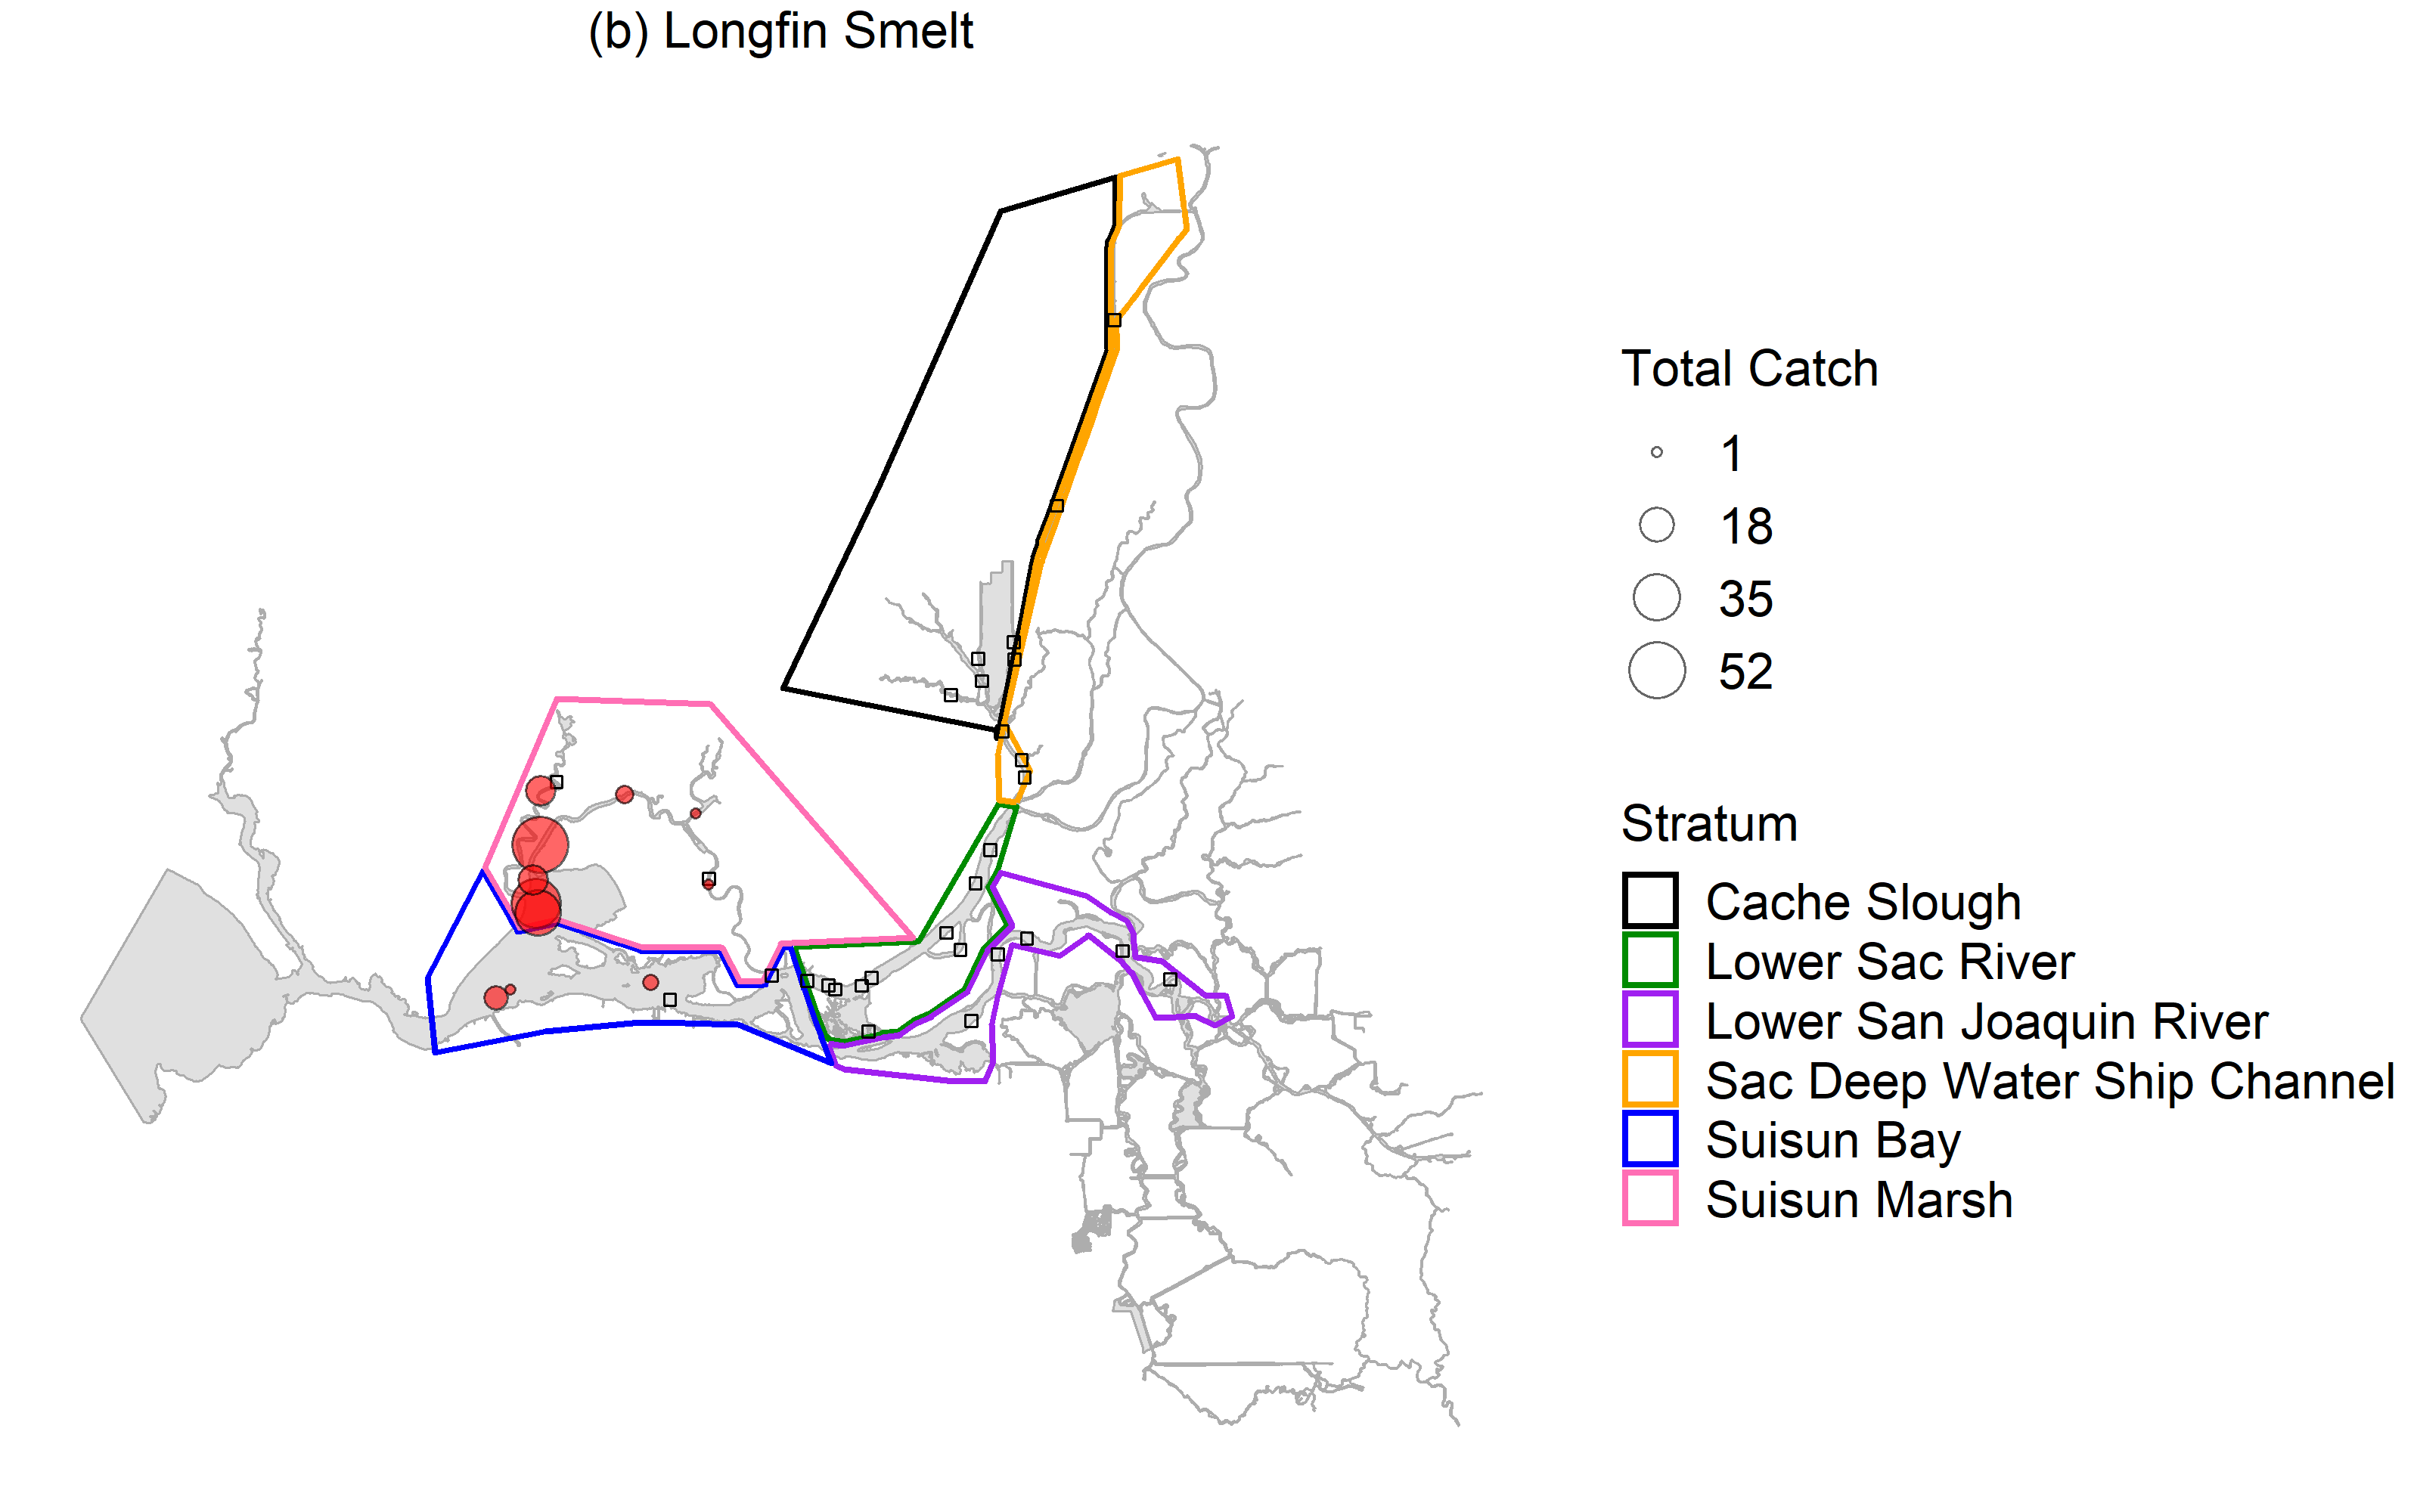 (b) Longfin Smelt
Total Catch
1
18
35
52
Stratum
Cache Slough
Lower Sac River
Lower San Joaquin River
Sac Deep Water Ship Channel
Suisun Bay
Suisun Marsh